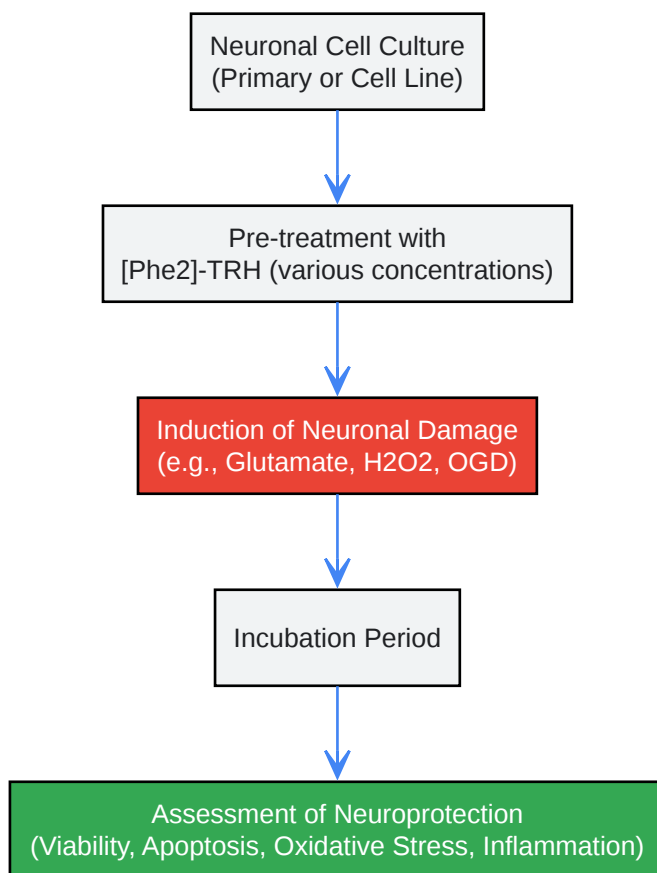 Neuronal Cell Culture
(Primary or Cell Line)
Pre-treatment with
[Phe2]-TRH (various concentrations)
Induction of Neuronal Damage
(e.g., Glutamate, H2O2, OGD)
Incubation Period
Assessment of Neuroprotection
(Viability, Apoptosis, Oxidative Stress, Inflammation)